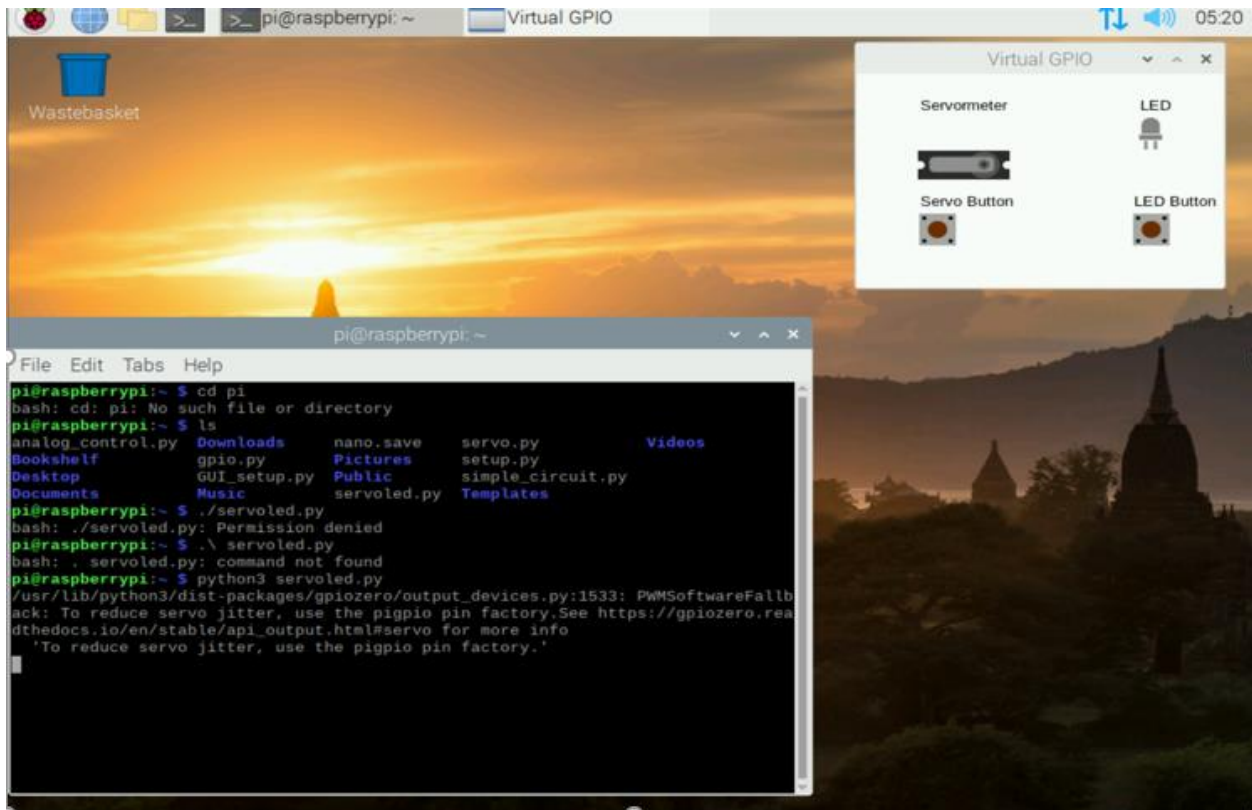 pi@raspberrypi: ~ Virtual GPIO 05:20
Wastebasket
Virtual GPIO
Servormeter LED
Servo Button LED Button
pi@raspberrypi: ~
File Edit Tabs Help
pi@raspberrypi:~ $ cd pi
bash: cd: pi: No such file or directory
pi@raspberrypi:~ $ ls
analog_control.py Downloads nano.save servo.py Videos
Bookshelf gpio.py Pictures setup.py
Desktop GUI_setup.py Public simple_circuit.py
Documents Music servoled.py Templates
pi@raspberrypi:~ $ ./servoled.py
bash: ./servoled.py: Permission denied
pi@raspberrypi:~ $ .\ servoled.py
bash: . servoled.py: command not found
pi@raspberrypi:~ $ python3 servoled.py
/usr/lib/python3/dist-packages/gpiozero/output_devices.py:1533: PWMSoftwareFallb
ack: To reduce servo jitter, use the pigpio pin factory.See https://gpiozero.rea
dthedocs.io/en/stable/api_output.html#servo for more info
'To reduce servo jitter, use the pigpio pin factory.'